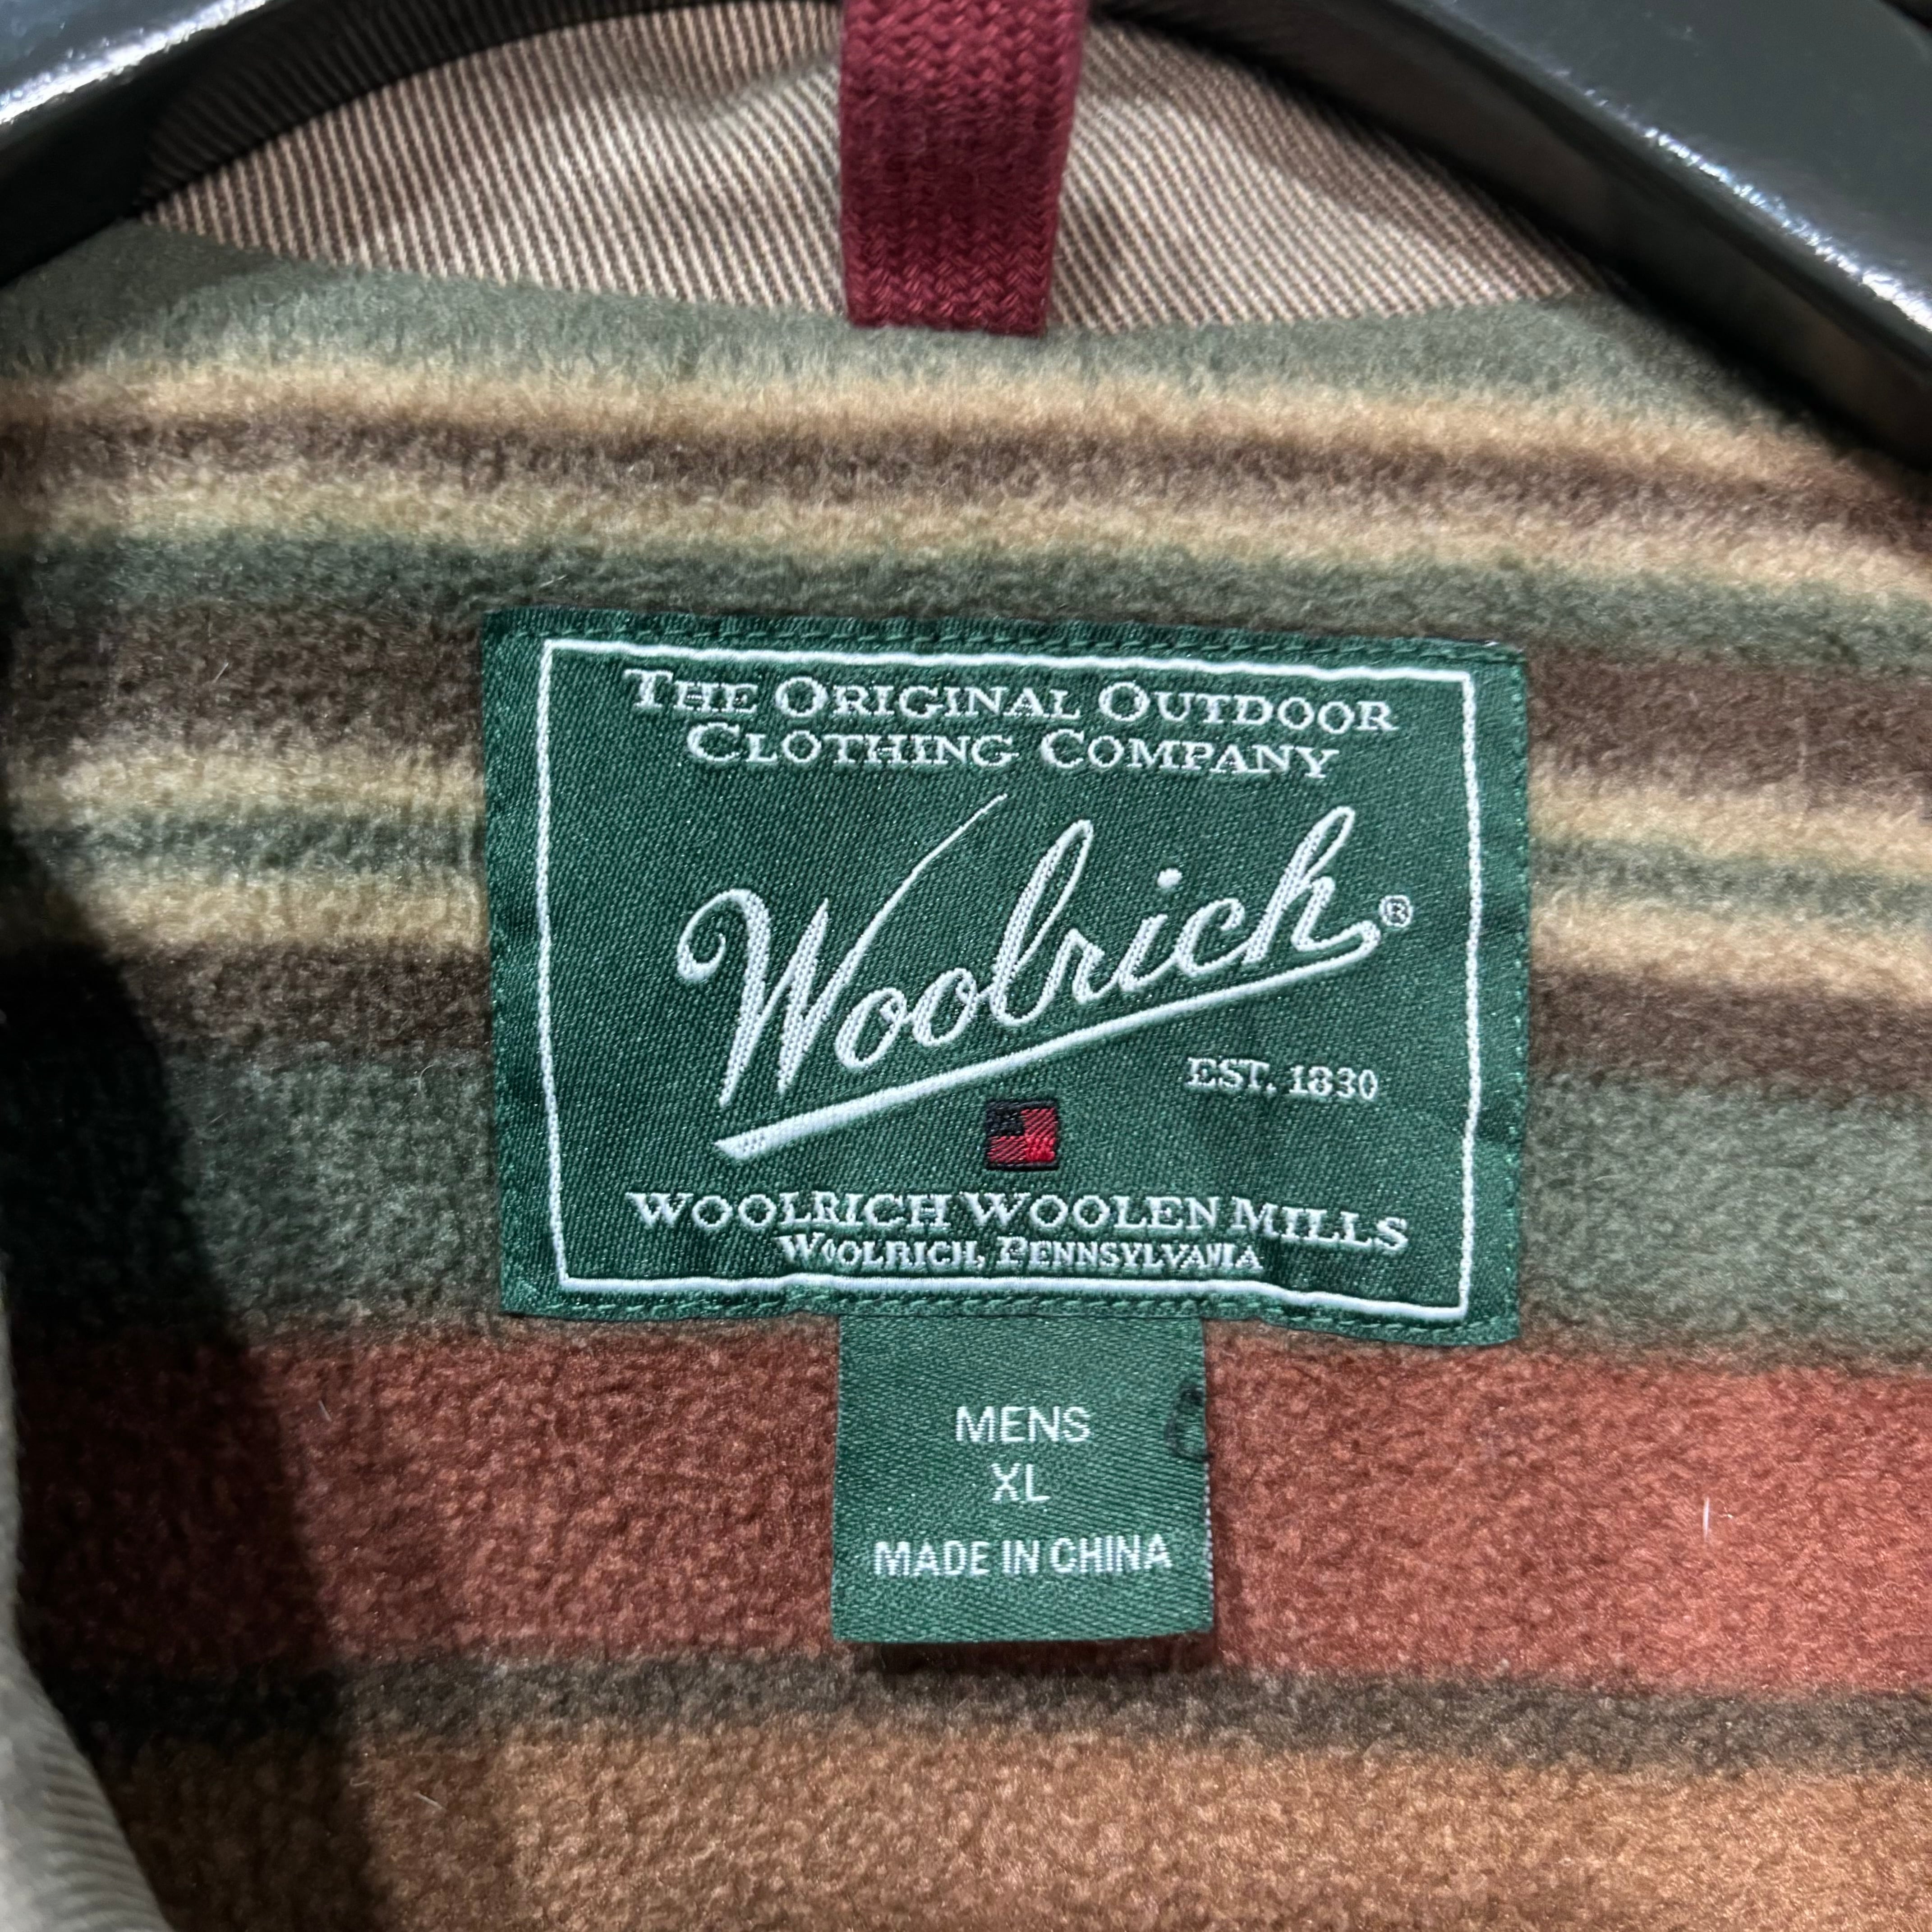 THE ORIGINAL OUTDOOR
CLOTHING COMPANY
Woolrich®
EST. 1830
WOOLRICH WOOLEN MILLS
WOOLRICH, PENNSYLVANIA
MENS
XL
MADE IN CHINA